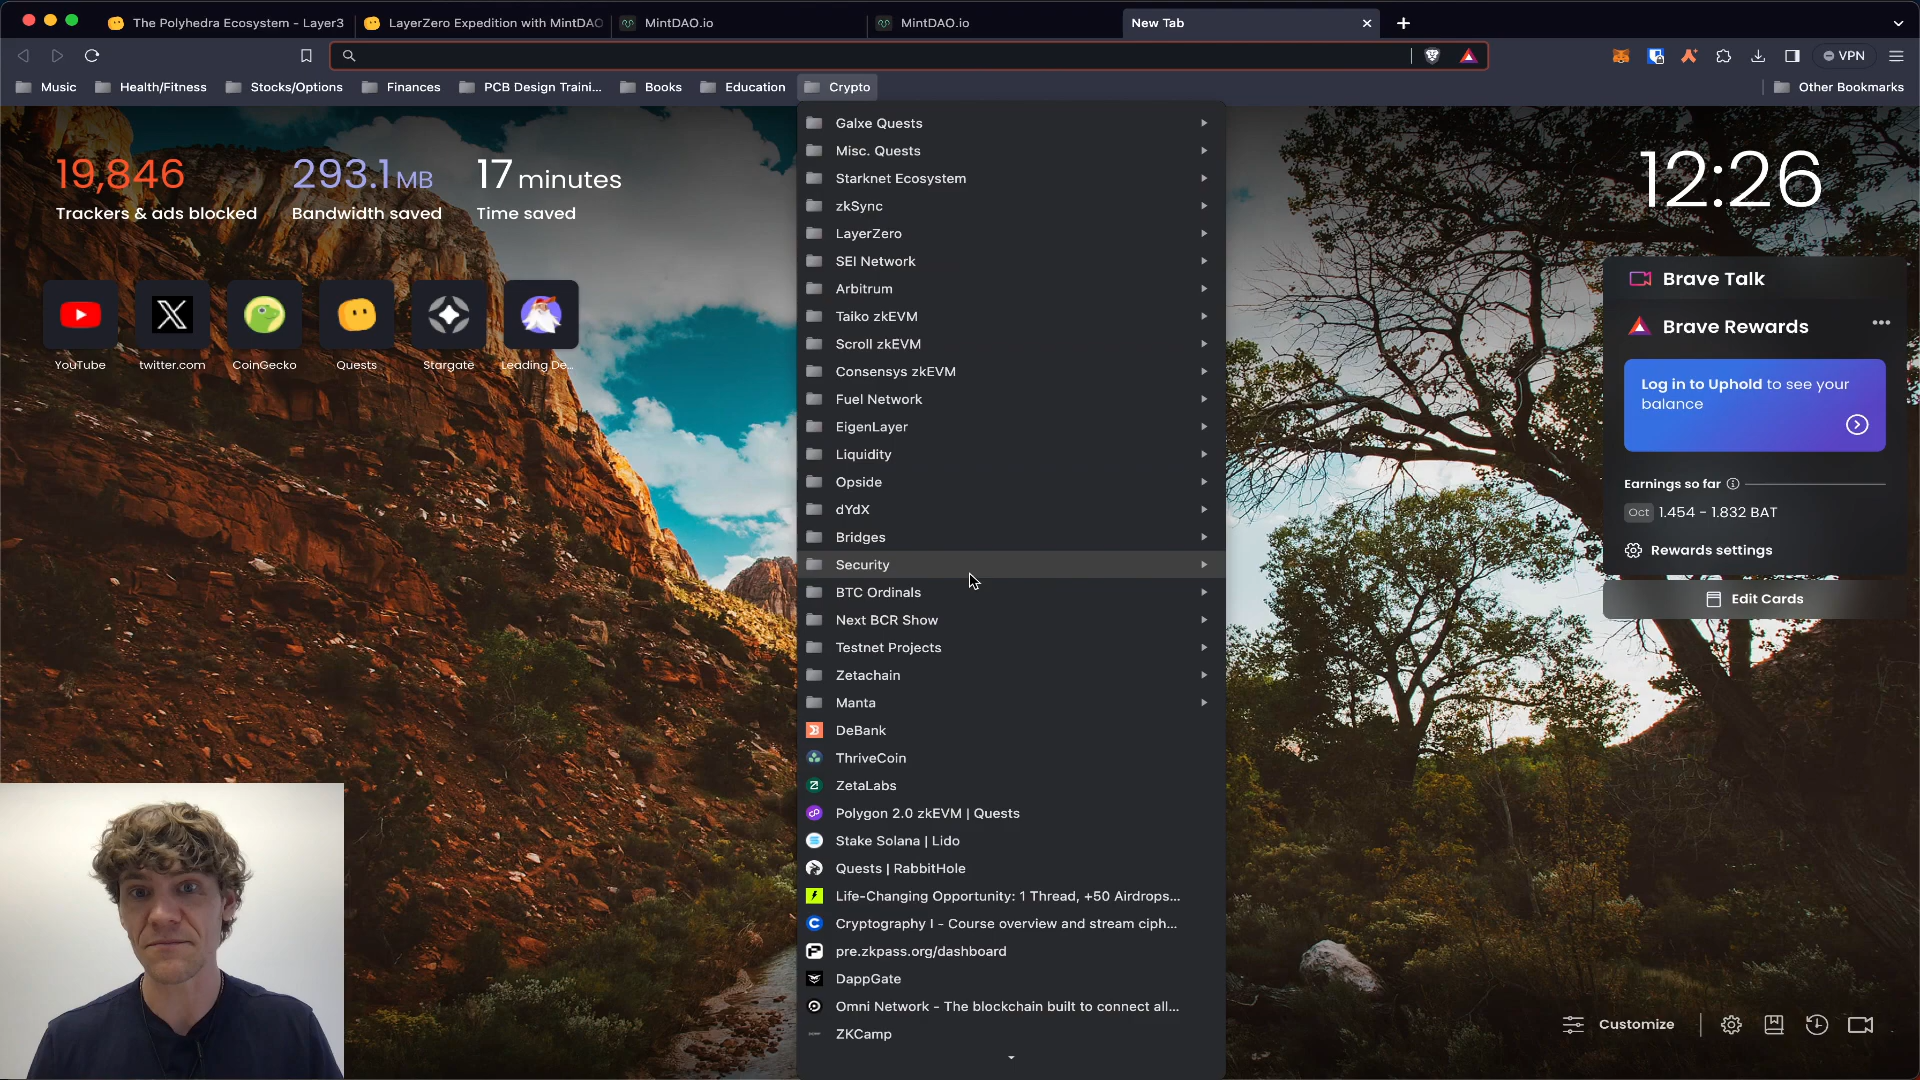 The Polyhedra Ecosystem - Layer3
LayerZero Expedition with MintDAO
MintDAO.io
MintDAO.io
New Tab
VPN
Music
Health/Fitness
Stocks/Options
Finances
PCB Design Traini...
Books
Education
Crypto
Other Bookmarks
19,846
Trackers & ads blocked
293.1 MB
Bandwidth saved
17 minutes
Time saved
12:26
YouTube
twitter.com
CoinGecko
Quests
Stargate
Leading De...
Galxe Quests
Misc. Quests
Starknet Ecosystem
zkSync
LayerZero
SEI Network
Arbitrum
Taiko zkEVM
Scroll zkEVM
Consensys zkEVM
Fuel Network
EigenLayer
Liquidity
Opside
dYdX
Bridges
Security
BTC Ordinals
Next BCR Show
Testnet Projects
Zetachain
Manta
DeBank
ThriveCoin
ZetaLabs
Polygon 2.0 zkEVM | Quests
Stake Solana | Lido
Quests | RabbitHole
Life-Changing Opportunity: 1 Thread, +50 Airdrops...
Cryptography I - Course overview and stream ciph...
pre.zkpass.org/dashboard
DappGate
Omni Network - The blockchain built to connect all...
ZKCamp
Brave Talk
Brave Rewards
Log in to Uphold to see your
balance
Earnings so far
Oct 1.454 - 1.832 BAT
Rewards settings
Edit Cards
Customize